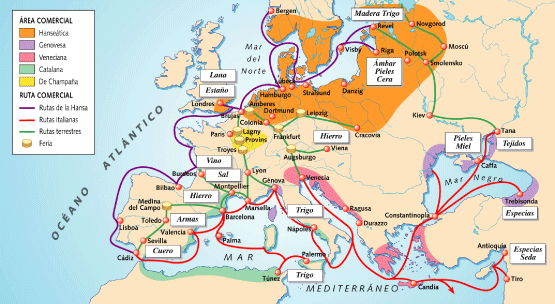 ÁREA COMERCIAL
Hanseática
Genovesa
Veneciana
Catalana
De Champaña
RUTA COMERCIAL
Rutas de la Hansa
Rutas italianas
Rutas terrestres
Feria
Bergen
Madera Trigo
Revel
Novgorod
Mar
del
Norte
Visby
Riga
Moscú
Polotsk
Smolensko
Ámbar
Pieles
Cera
Lana
Estaño
Lübeck
Hamburgo
Stralsund
Danzig
Londres
Amberes
Brujas
Dortmund
Leipzig
Colonia
Kiev
Hierro
Cracovia
París
Lagny
Provins
Frankfurt
Tana
Troyes
Viena
Augsburgo
Pieles
Miel
Tejidos
Caffa
OCÉANO ATLÁNTICO
Vino
Sal
Burdeos
Lyon
Venecia
Mar Negro
Bilbao
Hierro
Montpellier
Génova
Trebisonda
Especias
Medina
del Campo
Marsella
Trigo
Ragusa
Constantinopla
Toledo
Armas
Barcelona
Durazzo
Lisboa
Valencia
Nápoles
Sevilla
Palma
Antioquía
Especias
Seda
Cádiz
Cuero
MAR
Palermo
Túnez
Trigo
MEDITERRÁNEO
Candía
Tiro